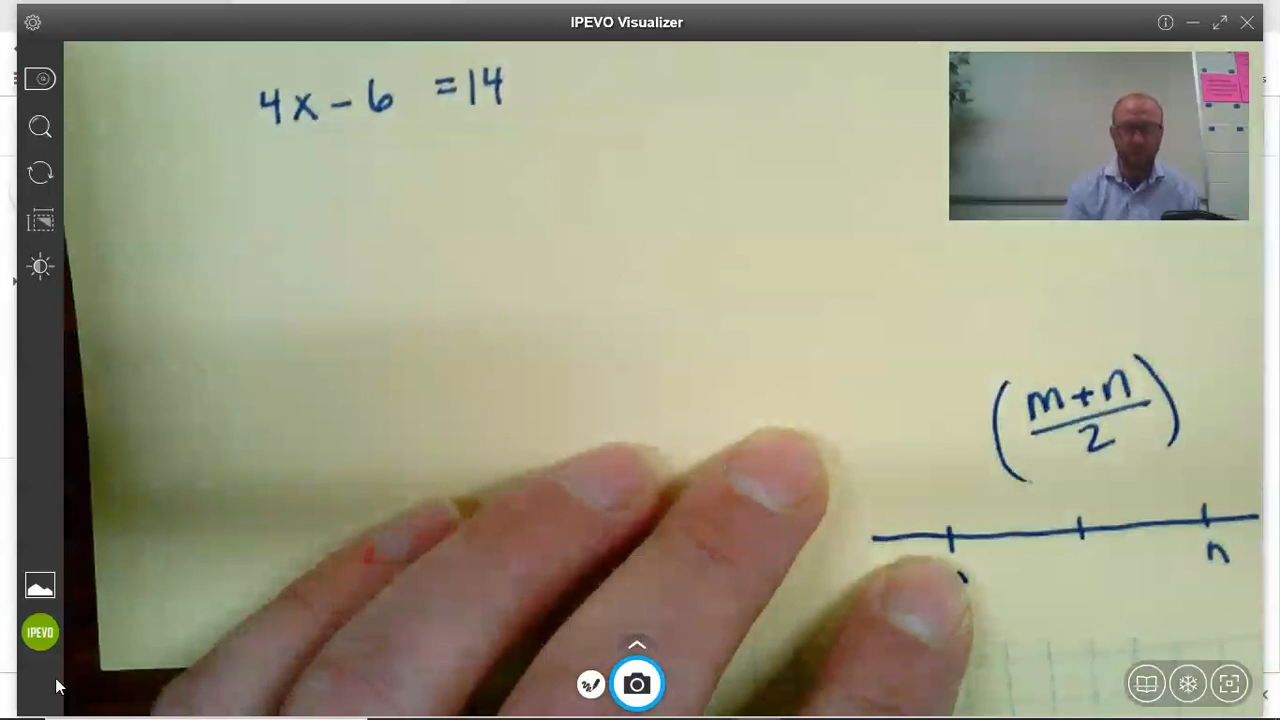 IPEVO Visualizer
4x - 6 = 14
(m+n
2)
n
IPEVO